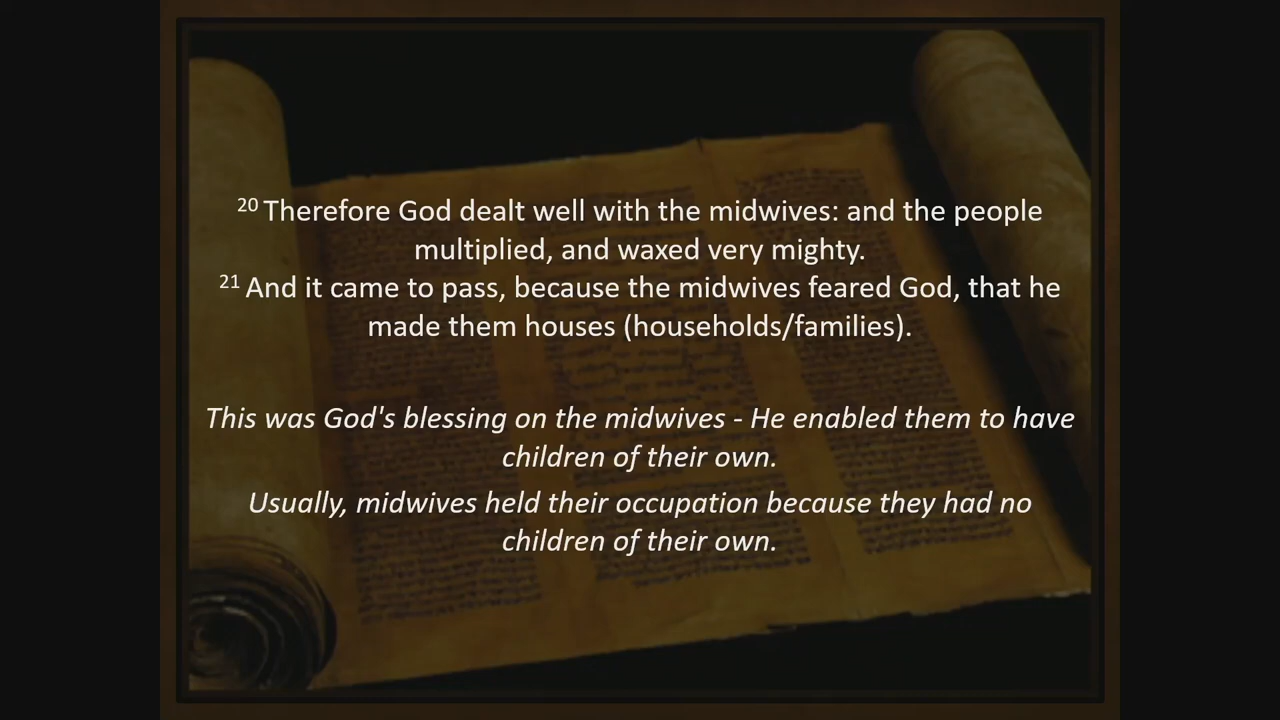 20 Therefore God dealt well with the midwives: and the people
multiplied, and waxed very mighty.
21 And it came to pass, because the midwives feared God, that he
made them houses (households/families).
This was God's blessing on the midwives - He enabled them to have
children of their own.
Usually, midwives held their occupation because they had no
children of their own.